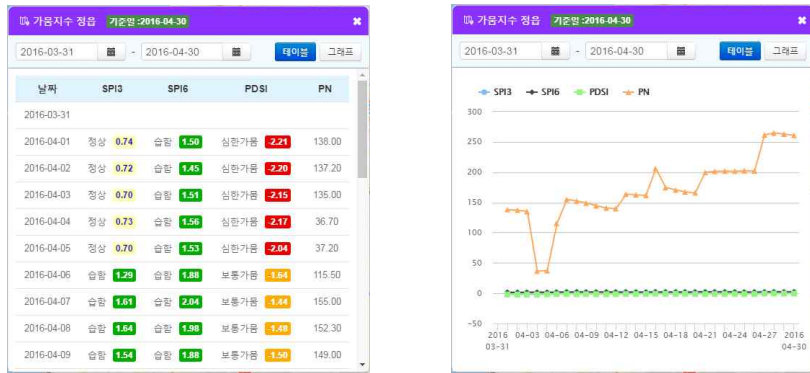 가뭄지수 정읍 기준일 :2016-04-30
2016-03-31 - 2016-04-30 테이블 그래프
날짜 SPI3 SPI6 PDSI PN
2016-03-31
2016-04-01 정상 0.74 습함 1.50 심한가뭄 -2.21 138.00
2016-04-02 정상 0.72 습함 1.45 심한가뭄 -2.20 137.20
2016-04-03 정상 0.70 습함 1.51 심한가뭄 -2.15 135.00
2016-04-04 정상 0.73 습함 1.56 심한가뭄 -2.17 36.70
2016-04-05 정상 0.70 습함 1.53 심한가뭄 -2.04 37.20
2016-04-06 습함 1.29 습함 1.88 보통가뭄 -1.64 115.50
2016-04-07 습함 1.61 습함 2.04 보통가뭄 -1.44 155.00
2016-04-08 습함 1.64 습함 1.98 보통가뭄 -1.48 152.30
2016-04-09 습함 1.54 습함 1.88 보통가뭄 -1.50 149.00
가뭄지수 정읍 기준일 :2016-04-30
2016-03-31 - 2016-04-30 테이블 그래프
SPI3 SPI6 PDSI PN
300
250
200
150
100
50
0
-50
2016 04-03 04-06 04-09 04-12 04-15 04-18 04-21 04-24 04-27 2016
03-31 04-30